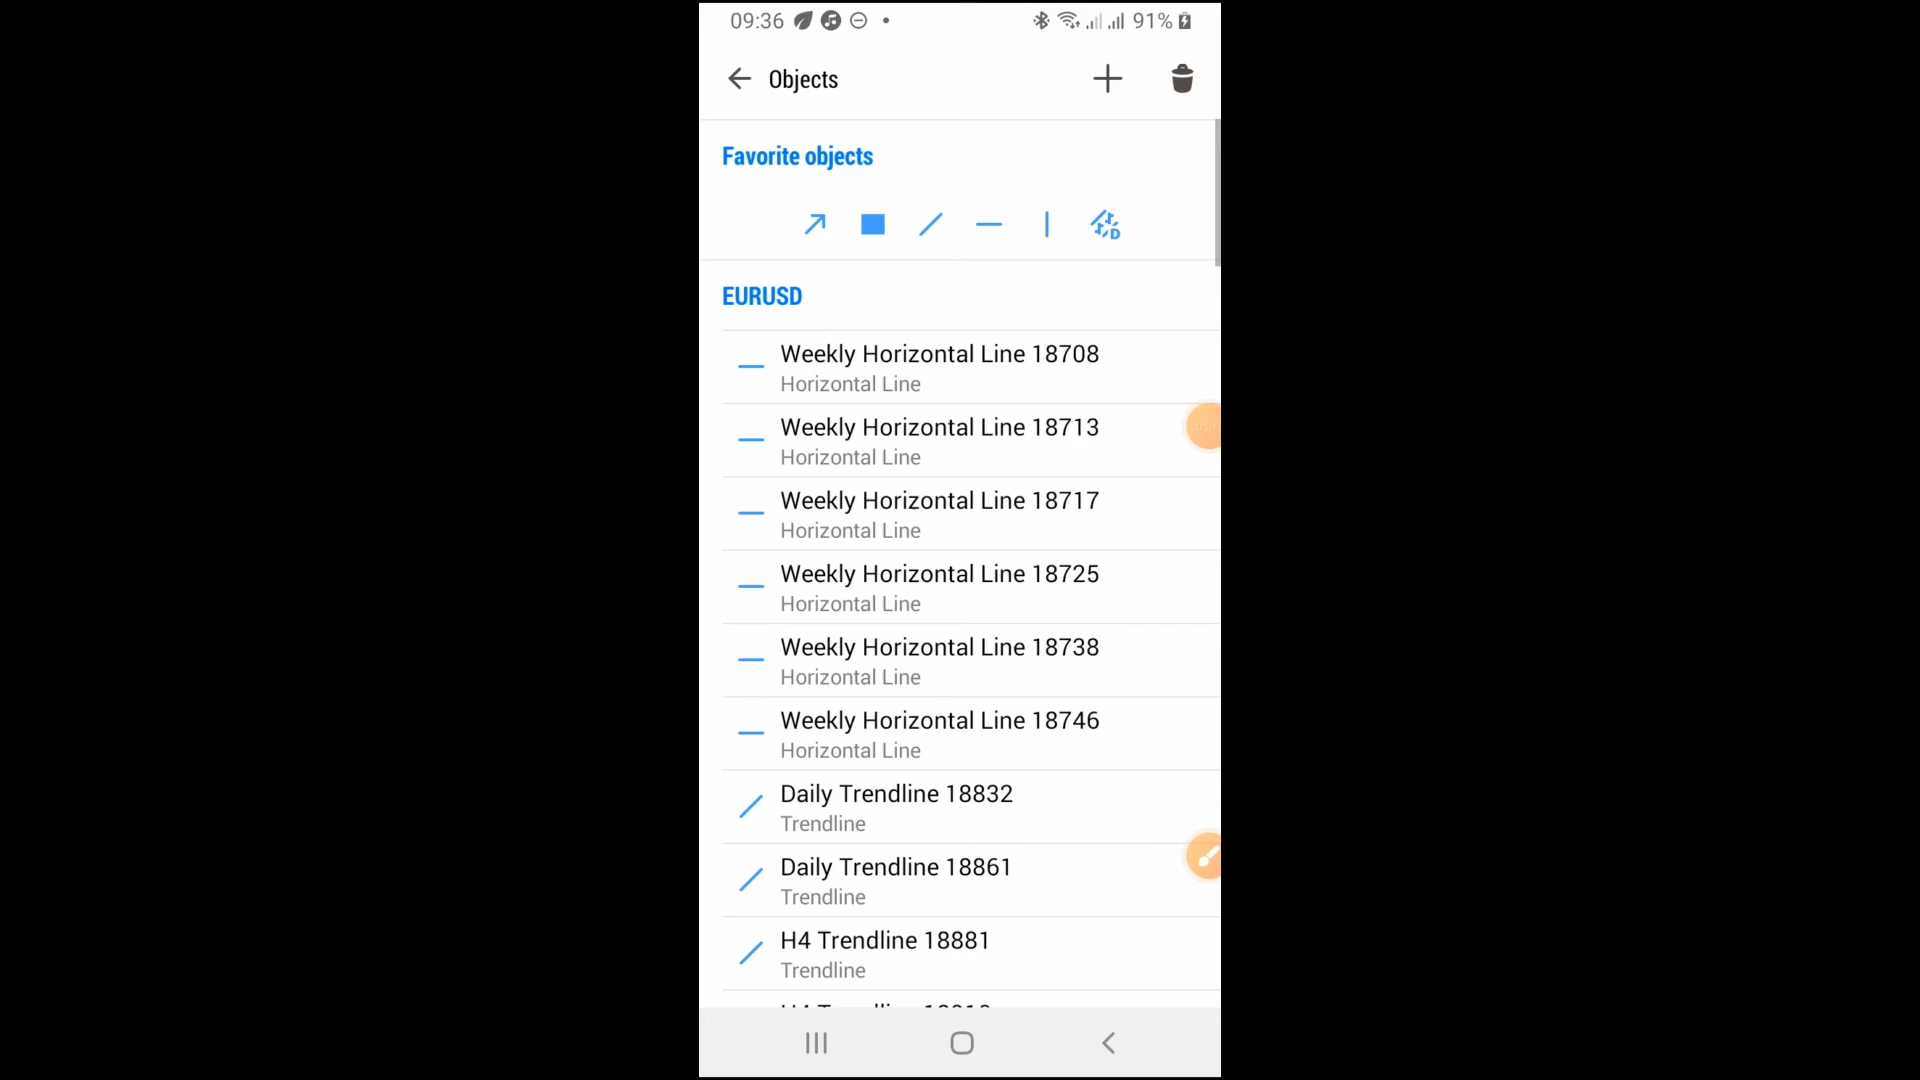 09:36 91%
Objects
Favorite objects
D
EURUSD
Weekly Horizontal Line 18708
Horizontal Line
Weekly Horizontal Line 18713
Horizontal Line
Weekly Horizontal Line 18717
Horizontal Line
Weekly Horizontal Line 18725
Horizontal Line
Weekly Horizontal Line 18738
Horizontal Line
Weekly Horizontal Line 18746
Horizontal Line
Daily Trendline 18832
Trendline
Daily Trendline 18861
Trendline
H4 Trendline 18881
Trendline